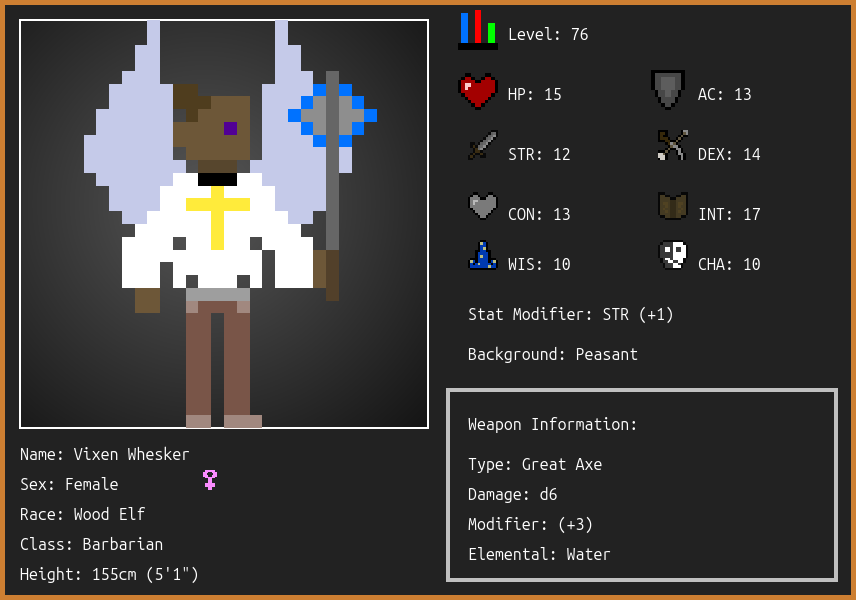 Level: 76
HP: 15
AC: 13
STR: 12
DEX: 14
CON: 13
INT: 17
WIS: 10
CHA: 10
Stat Modifier: STR (+1)
Background: Peasant
Weapon Information:
Type: Great Axe
Damage: d6
Modifier: (+3)
Elemental: Water
Name: Vixen Whesker
Sex: Female
Race: Wood Elf
Class: Barbarian
Height: 155cm (5'1")